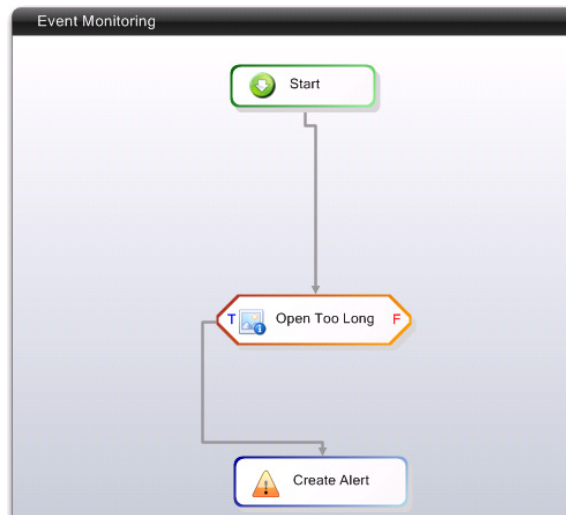 Event Monitoring
Start
T Open Too Long F
Create Alert